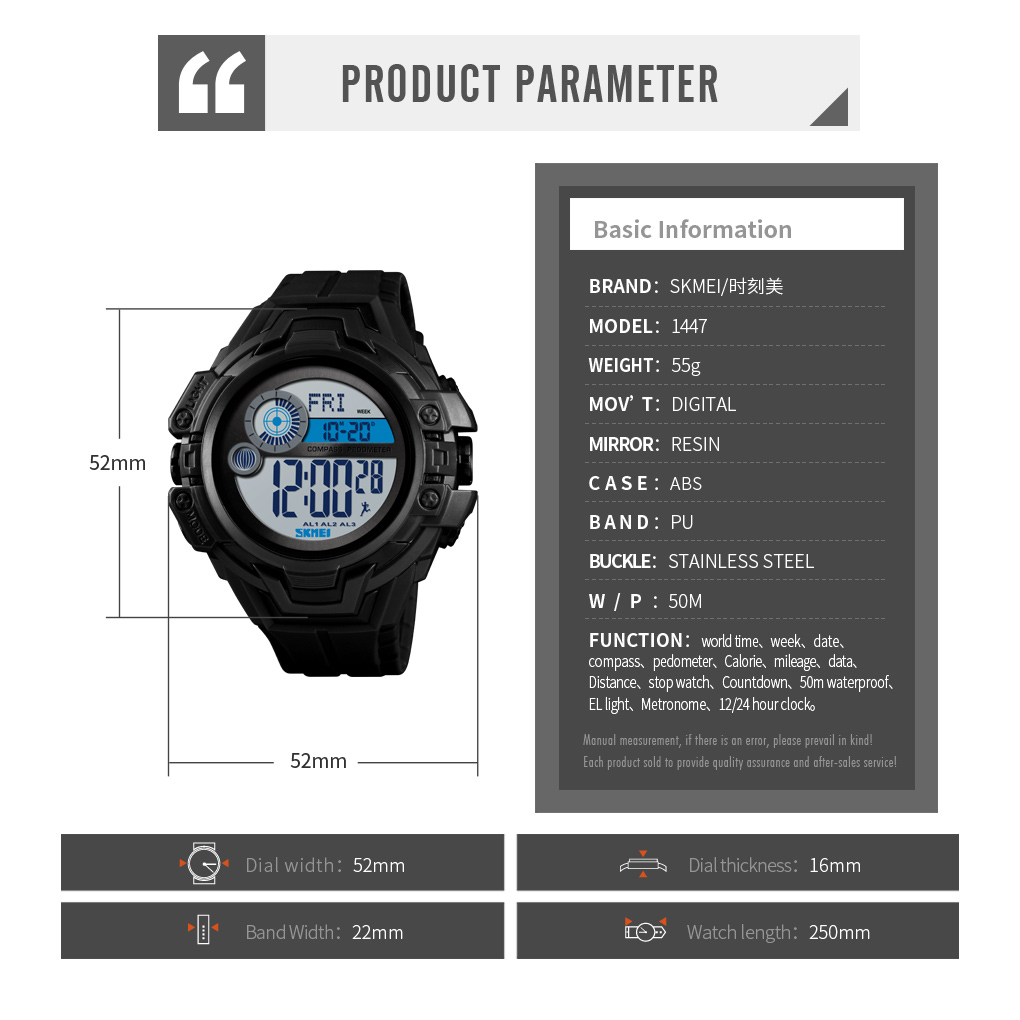 PRODUCT PARAMETER
Basic Information
BRAND: SKMEI/时刻美
MODEL: 1447
WEIGHT: 55g
MOV’T: DIGITAL
MIRROR: RESIN
CASE: ABS
BAND: PU
BUCKLE: STAINLESS STEEL
W/P: 50M
FUNCTION: world time、week、date、
compass、pedometer、Calorie、mileage、data、
Distance、stop watch、Countdown、50m waterproof、
EL light、Metronome、12/24 hour clock。
Manual measurement, if there is an error, please prevail in kind!
Each product sold to provide quality assurance and after-sales service!
52mm
FRI
WEEK
10-20
COMPASS PEDOMETER
12:00 28
AL1 AL2 AL3
SKMEI
52mm
Dial width: 52mm
Dial thickness: 16mm
Band Width: 22mm
Watch length: 250mm